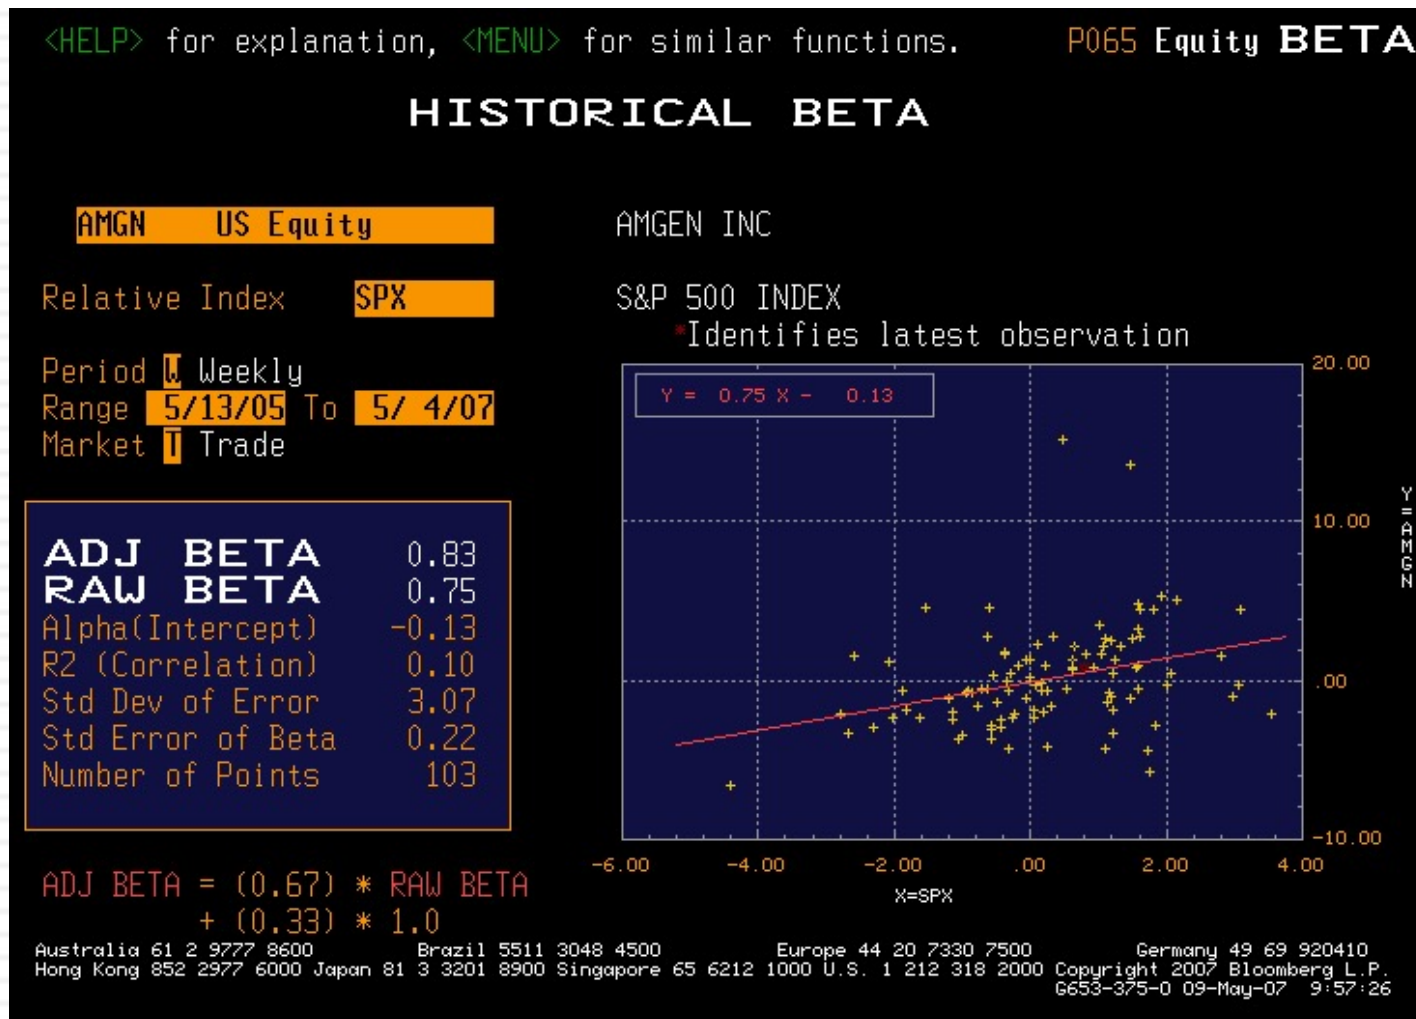 <HELP> for explanation, <MENU> for similar functions. P065 Equity BETA
HISTORICAL BETA
AMGN US Equity AMGEN INC
Relative Index SPX S&P 500 INDEX
*Identifies latest observation
Period W Weekly
Range 5/13/05 To 5/ 4/07
Market T Trade
Y = 0.75 X - 0.13
20.00
10.00
.00
-10.00
Y=AMGN
ADJ BETA 0.83
RAW BETA 0.75
Alpha(Intercept) -0.13
R2 (Correlation) 0.10
Std Dev of Error 3.07
Std Error of Beta 0.22
Number of Points 103
-6.00 -4.00 -2.00 .00 2.00 4.00
X=SPX
ADJ BETA = (0.67) * RAW BETA
+ (0.33) * 1.0
Australia 61 2 9777 8600 Brazil 5511 3048 4500 Europe 44 20 7330 7500 Germany 49 69 920410
Hong Kong 852 2977 6000 Japan 81 3 3201 8900 Singapore 65 6212 1000 U.S. 1 212 318 2000 Copyright 2007 Bloomberg L.P.
G653-375-0 09-May-07 9:57:26